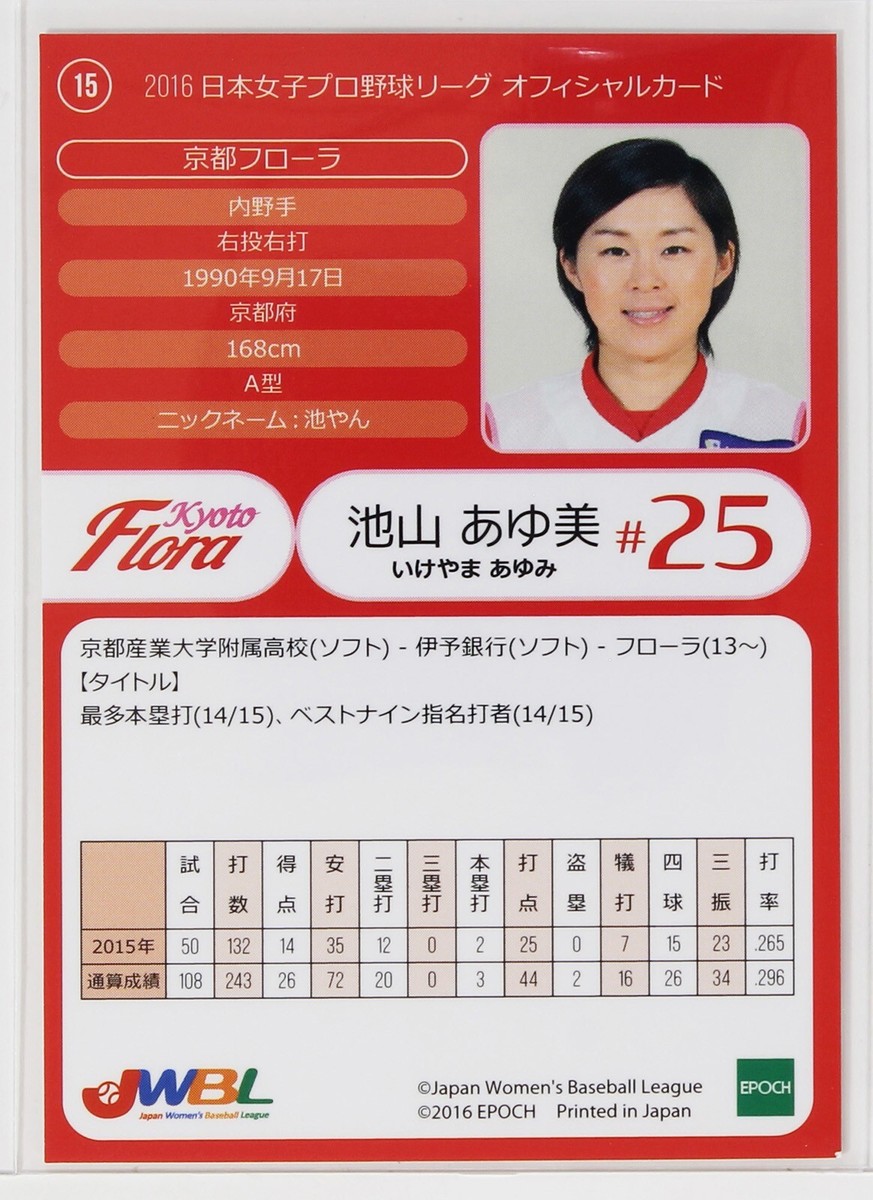 15 2016 日本女子プロ野球リーグ オフィシャルカード
京都フローラ
内野手
右投右打
1990年9月17日
京都府
168cm
A型
ニックネーム:池やん
Kyoto
Flora
池山 あゆ美 #25
いけやま あゆみ
京都産業大学附属高校(ソフト) - 伊予銀行(ソフト) - フローラ(13～)
【タイトル】
最多本塁打(14/15)、ベストナイン指名打者(14/15)
試合 打数 得点 安打 二塁打 三塁打 本塁打 打点 盗塁 犠打 四球 三振 打率
2015年 50 132 14 35 12 0 2 25 0 7 15 23 .265
通算成績 108 243 26 72 20 0 3 44 2 16 26 34 .296
JWBL
Japan Women's Baseball League
©Japan Women's Baseball League
©2016 EPOCH Printed in Japan
EPOCH